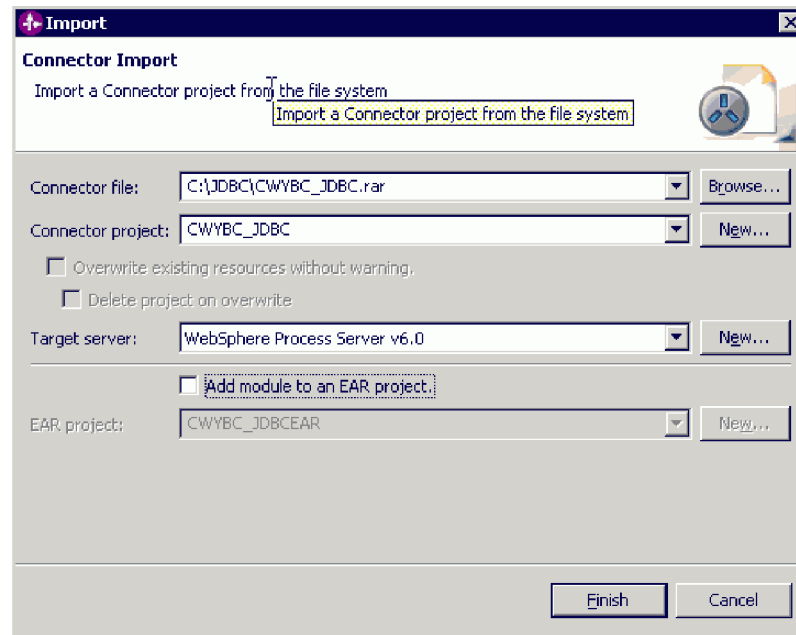 Import
Connector Import
Import a Connector project from the file system
Import a Connector project from the file system
Connector file: C:\JDBC\CWYBC_JDBC.rar Browse...
Connector project: CWYBC_JDBC New...
Overwrite existing resources without warning.
Delete project on overwrite
Target server: WebSphere Process Server v6.0 New...
Add module to an EAR project.
EAR project: CWYBC_JDBCEAR New...
Finish Cancel